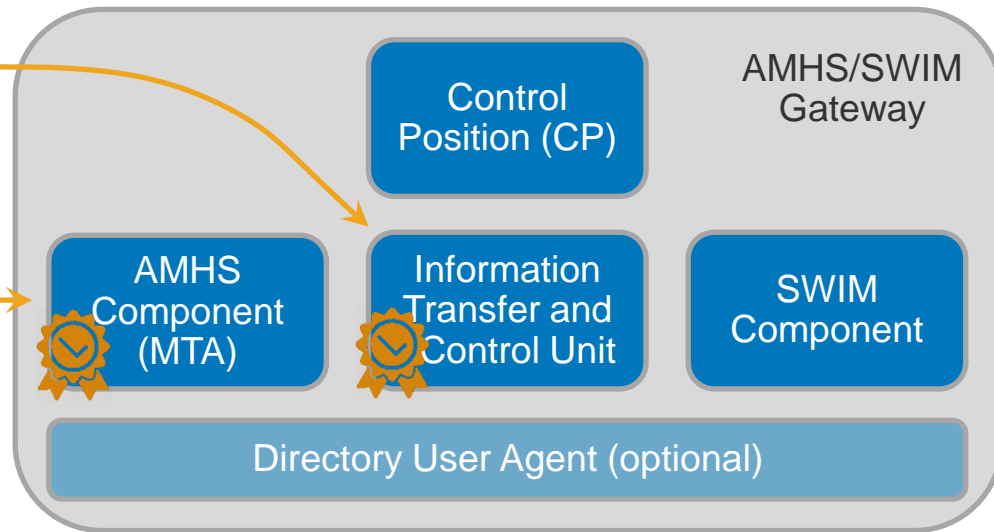 AMHS/SWIM
Gateway
Control
Position (CP)
AMHS
Component
(MTA)
Information
Transfer and
Control Unit
SWIM
Component
Directory User Agent (optional)